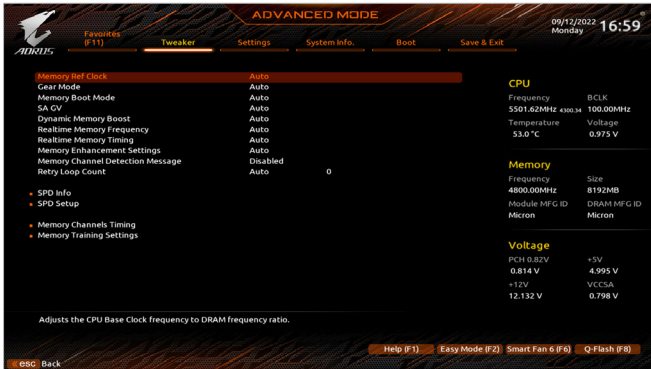 ADVANCED MODE
09/12/2022 Monday 16:59
AORUS
Favorites (F11) Tweaker Settings System Info. Boot Save & Exit
Memory Ref Clock Auto
Gear Mode Auto
Memory Boot Mode Auto
SA GV Auto
Dynamic Memory Boost Auto
Realtime Memory Frequency Auto
Realtime Memory Timing Auto
Memory Enhancement Settings Auto
Memory Channel Detection Message Disabled
Retry Loop Count Auto 0
SPD Info
SPD Setup
Memory Channels Timing
Memory Training Settings
CPU
Frequency BCLK
5501.62MHz 4300.34 100.00MHz
Temperature Voltage
53.0 °C 0.975 V
Memory
Frequency Size
4800.00MHz 8192MB
Module MFG ID DRAM MFG ID
Micron Micron
Voltage
PCH 0.82V +5V
0.814 V 4.995 V
+12V VCCSA
12.132 V 0.798 V
Adjusts the CPU Base Clock frequency to DRAM frequency ratio.
Help (F1) Easy Mode (F2) Smart Fan 6 (F6) Q-Flash (F8)
esc Back